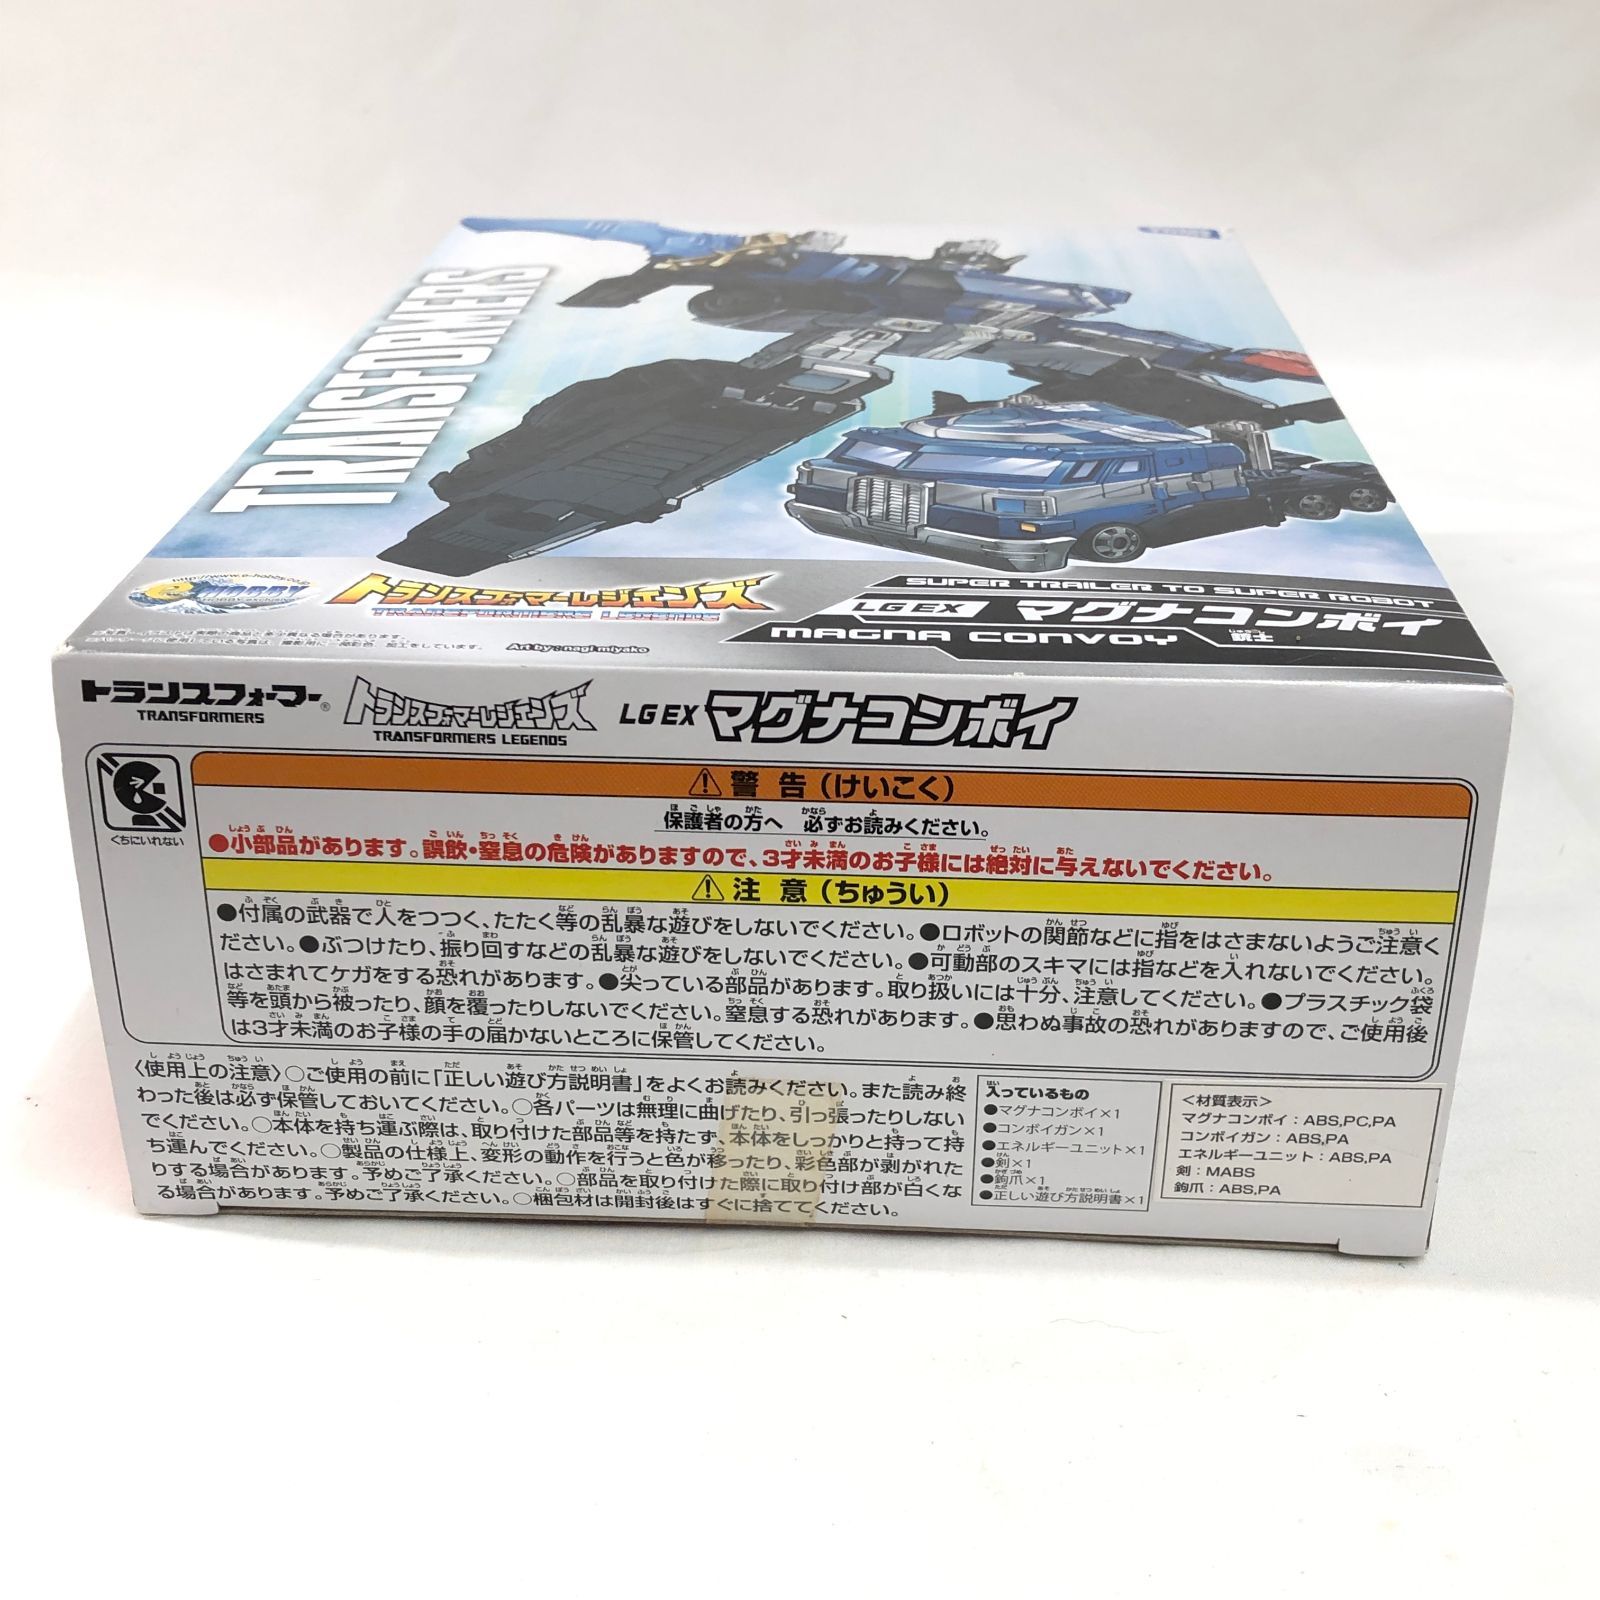 TRANSFORMERS
http://www.e-hobby.co.jp
e-HOBBY
トランスフォーマーレジェンズ
TRANSFORMERS LEGENDS
SUPER TRAILER TO SUPER ROBOT
LG EX マグナコンボイ
MAGNA CONVOY
じゅうし
銃士
Art by : nagi miyako
トランスフォーマー® トランスフォーマーレジェンズ LG EX マグナコンボイ
TRANSFORMERS TRANSFORMERS LEGENDS
くちにいれない
⚠警告(けいこく)
保護者の方へ 必ずお読みください。
●小部品があります。誤飲・窒息の危険がありますので、3才未満のお子様には絶対に与えないでください。
⚠注意(ちゅうい)
●付属の武器で人をつつく、たたく等の乱暴な遊びをしないでください。●ロボットの関節などに指をはさまないようご注意く
ださい。●ぶつけたり、振り回すなどの乱暴な遊びをしないでください。●可動部のスキマには指などを入れないでください。
はさまれてケガをする恐れがあります。●尖っている部品があります。取り扱いには十分、注意してください。●プラスチック袋
等を頭から被ったり、顔を覆ったりしないでください。窒息する恐れがあります。●思わぬ事故の恐れがありますので、ご使用後
は3才未満のお子様の手の届かないところに保管してください。
〈使用上の注意〉○ご使用の前に「正しい遊び方説明書」をよくお読みください。また読み終
わった後は必ず保管しておいてください。○各パーツは無理に曲げたり、引っ張ったりしない
でください。○本体を持ち運ぶ際は、取り付けた部品等を持たず、本体をしっかりと持って持
ち運んでください。○製品の仕様上、変形の動作を行うと色が移ったり、彩色部が剥がれた
りする場合があります。予めご了承ください。○部品を取り付けた際に取り付け部が白くな
る場合があります。予めご了承ください。○梱包材は開封後はすぐに捨ててください。
入っているもの
●マグナコンボイ×1
●コンボイガン×1
●エネルギーユニット×1
●剣×1
●鉤爪×1
●正しい遊び方説明書×1
<材質表示>
マグナコンボイ：ABS,PC,PA
コンボイガン：ABS,PA
エネルギーユニット：ABS,PA
剣：MABS
鉤爪：ABS,PA